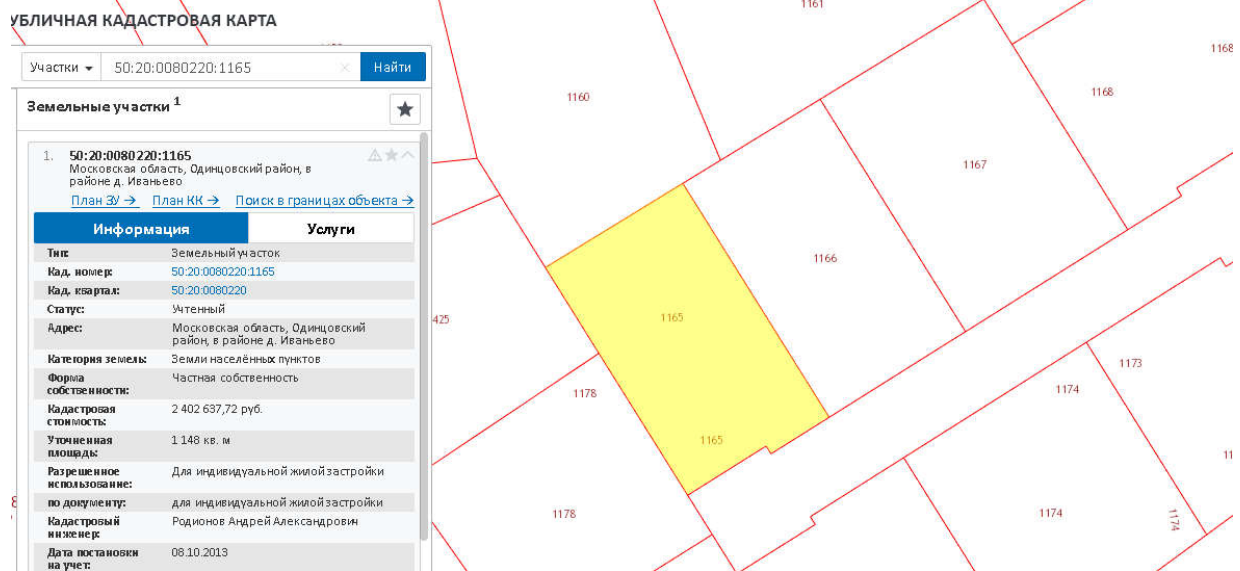 УБЛИЧНАЯ КАДАСТРОВАЯ КАРТА
Участки
50:20:0080220:1165
Найти
Земельные участки 1
1. 50:20:0080220:1165
Московская область, Одинцовский район, в
районе д. Иваньево
План ЗУ → План КК → Поиск в границах объекта →
Информация Услуги
Тип: Земельный участок
Кад. номер: 50:20:0080220:1165
Кад. квартал: 50:20:0080220
Статус: Учтенный
Адрес: Московская область, Одинцовский
район, в районе д. Иваньево
Категория земель: Земли населённых пунктов
Форма
собственности: Частная собственность
Кадастровая
стоимость: 2 402 637,72 руб.
Уточненная
площадь: 1 148 кв. м
Разрешенное
использование: Для индивидуальной жилой застройки
по документу: для индивидуальной жилой застройки
Кадастровый
инженер: Родионов Андрей Александрович
Дата постановки
на учет: 08.10.2013
1161
1168
1160
1168
1167
1166
425
1165
1173
1178
1174
1165
11
1178
1174
1174